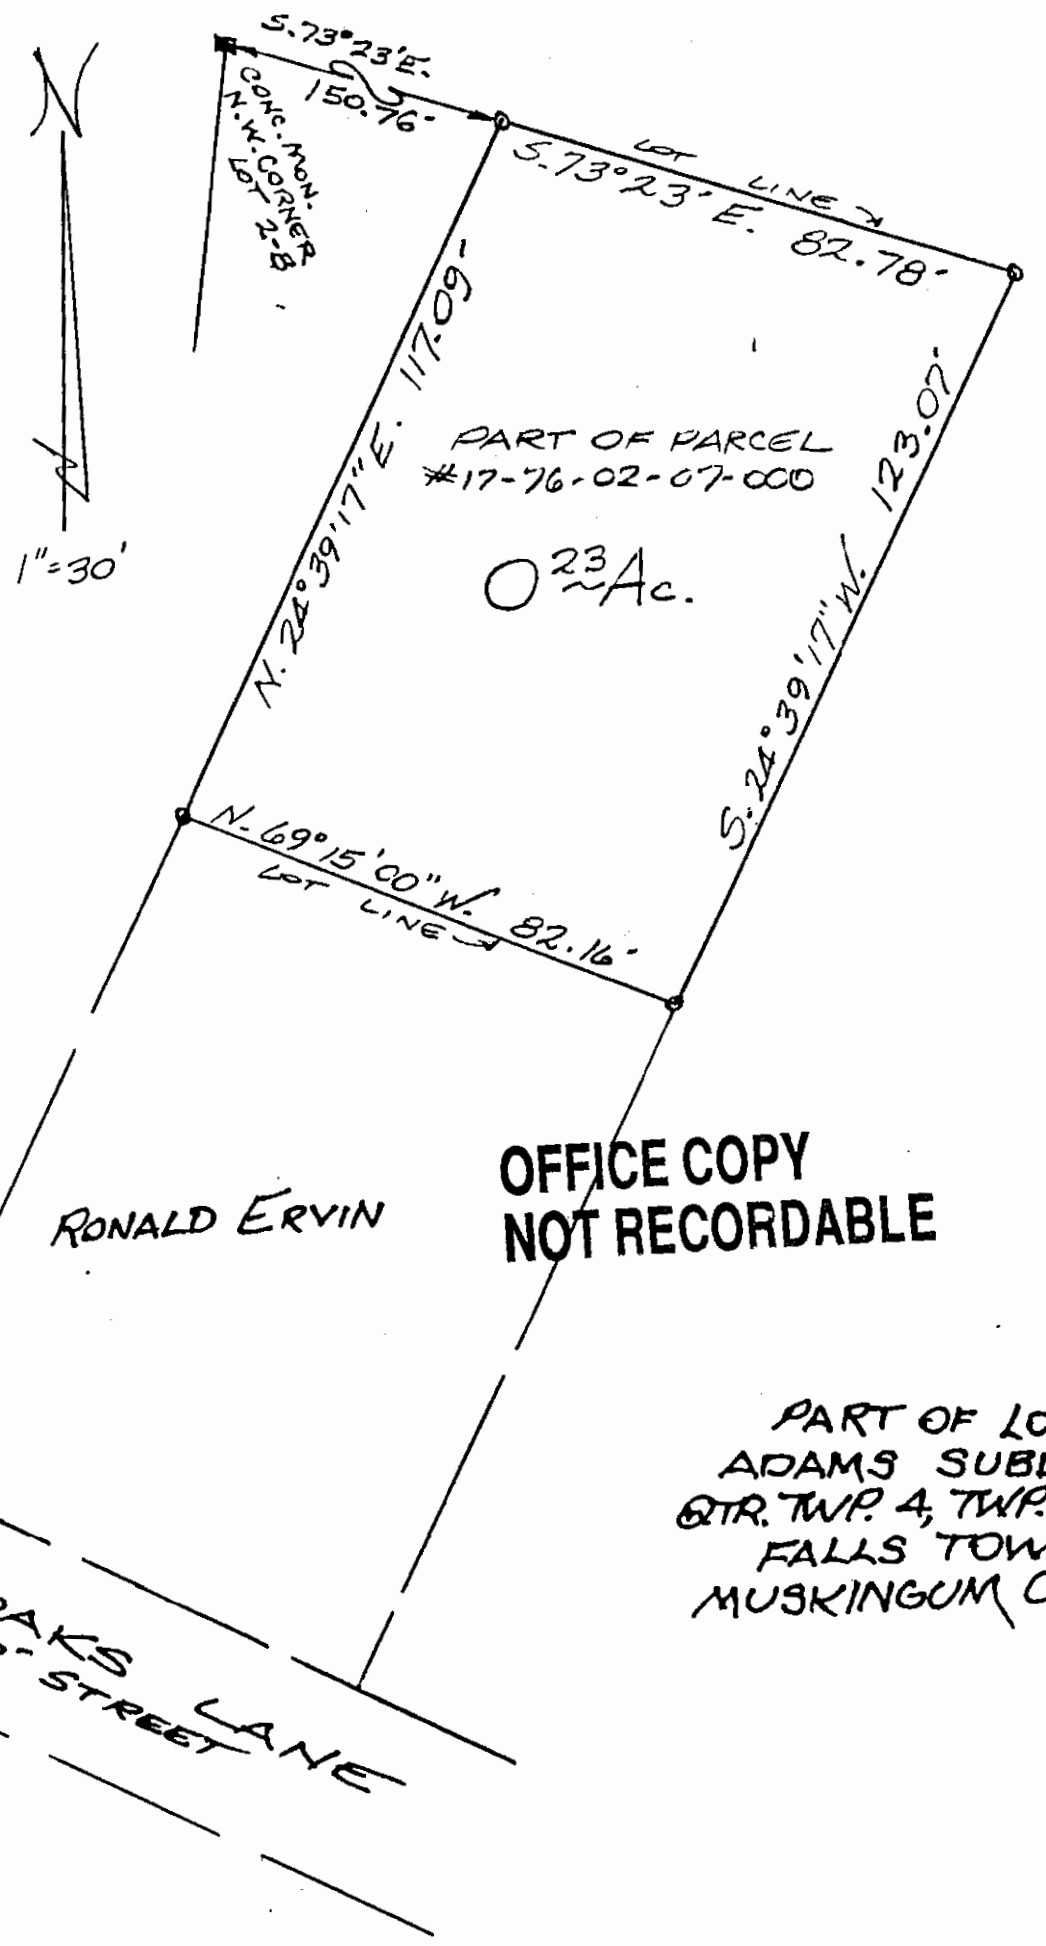 N
1"=30'
S.73°23'E.
150.76'
CONC. MON.
N.W. CORNER
LOT 2-B
LOT LINE
S.73°23' E. 82.78'
N. 24°39'17"E. 117.09'
PART OF PARCEL
#17-76-02-07-000
0 23 Ac.
S. 24°39'17"W. 123.07'
N. 69°15'00"W. 82.16'
LOT LINE
RONALD ERVIN
OFFICE COPY
NOT RECORDABLE
PART OF LO
ADAMS SUBD
QTR. TWP. 4, TWP.
FALLS TOW
MUSKINGUM C
AKS LANE
STREET